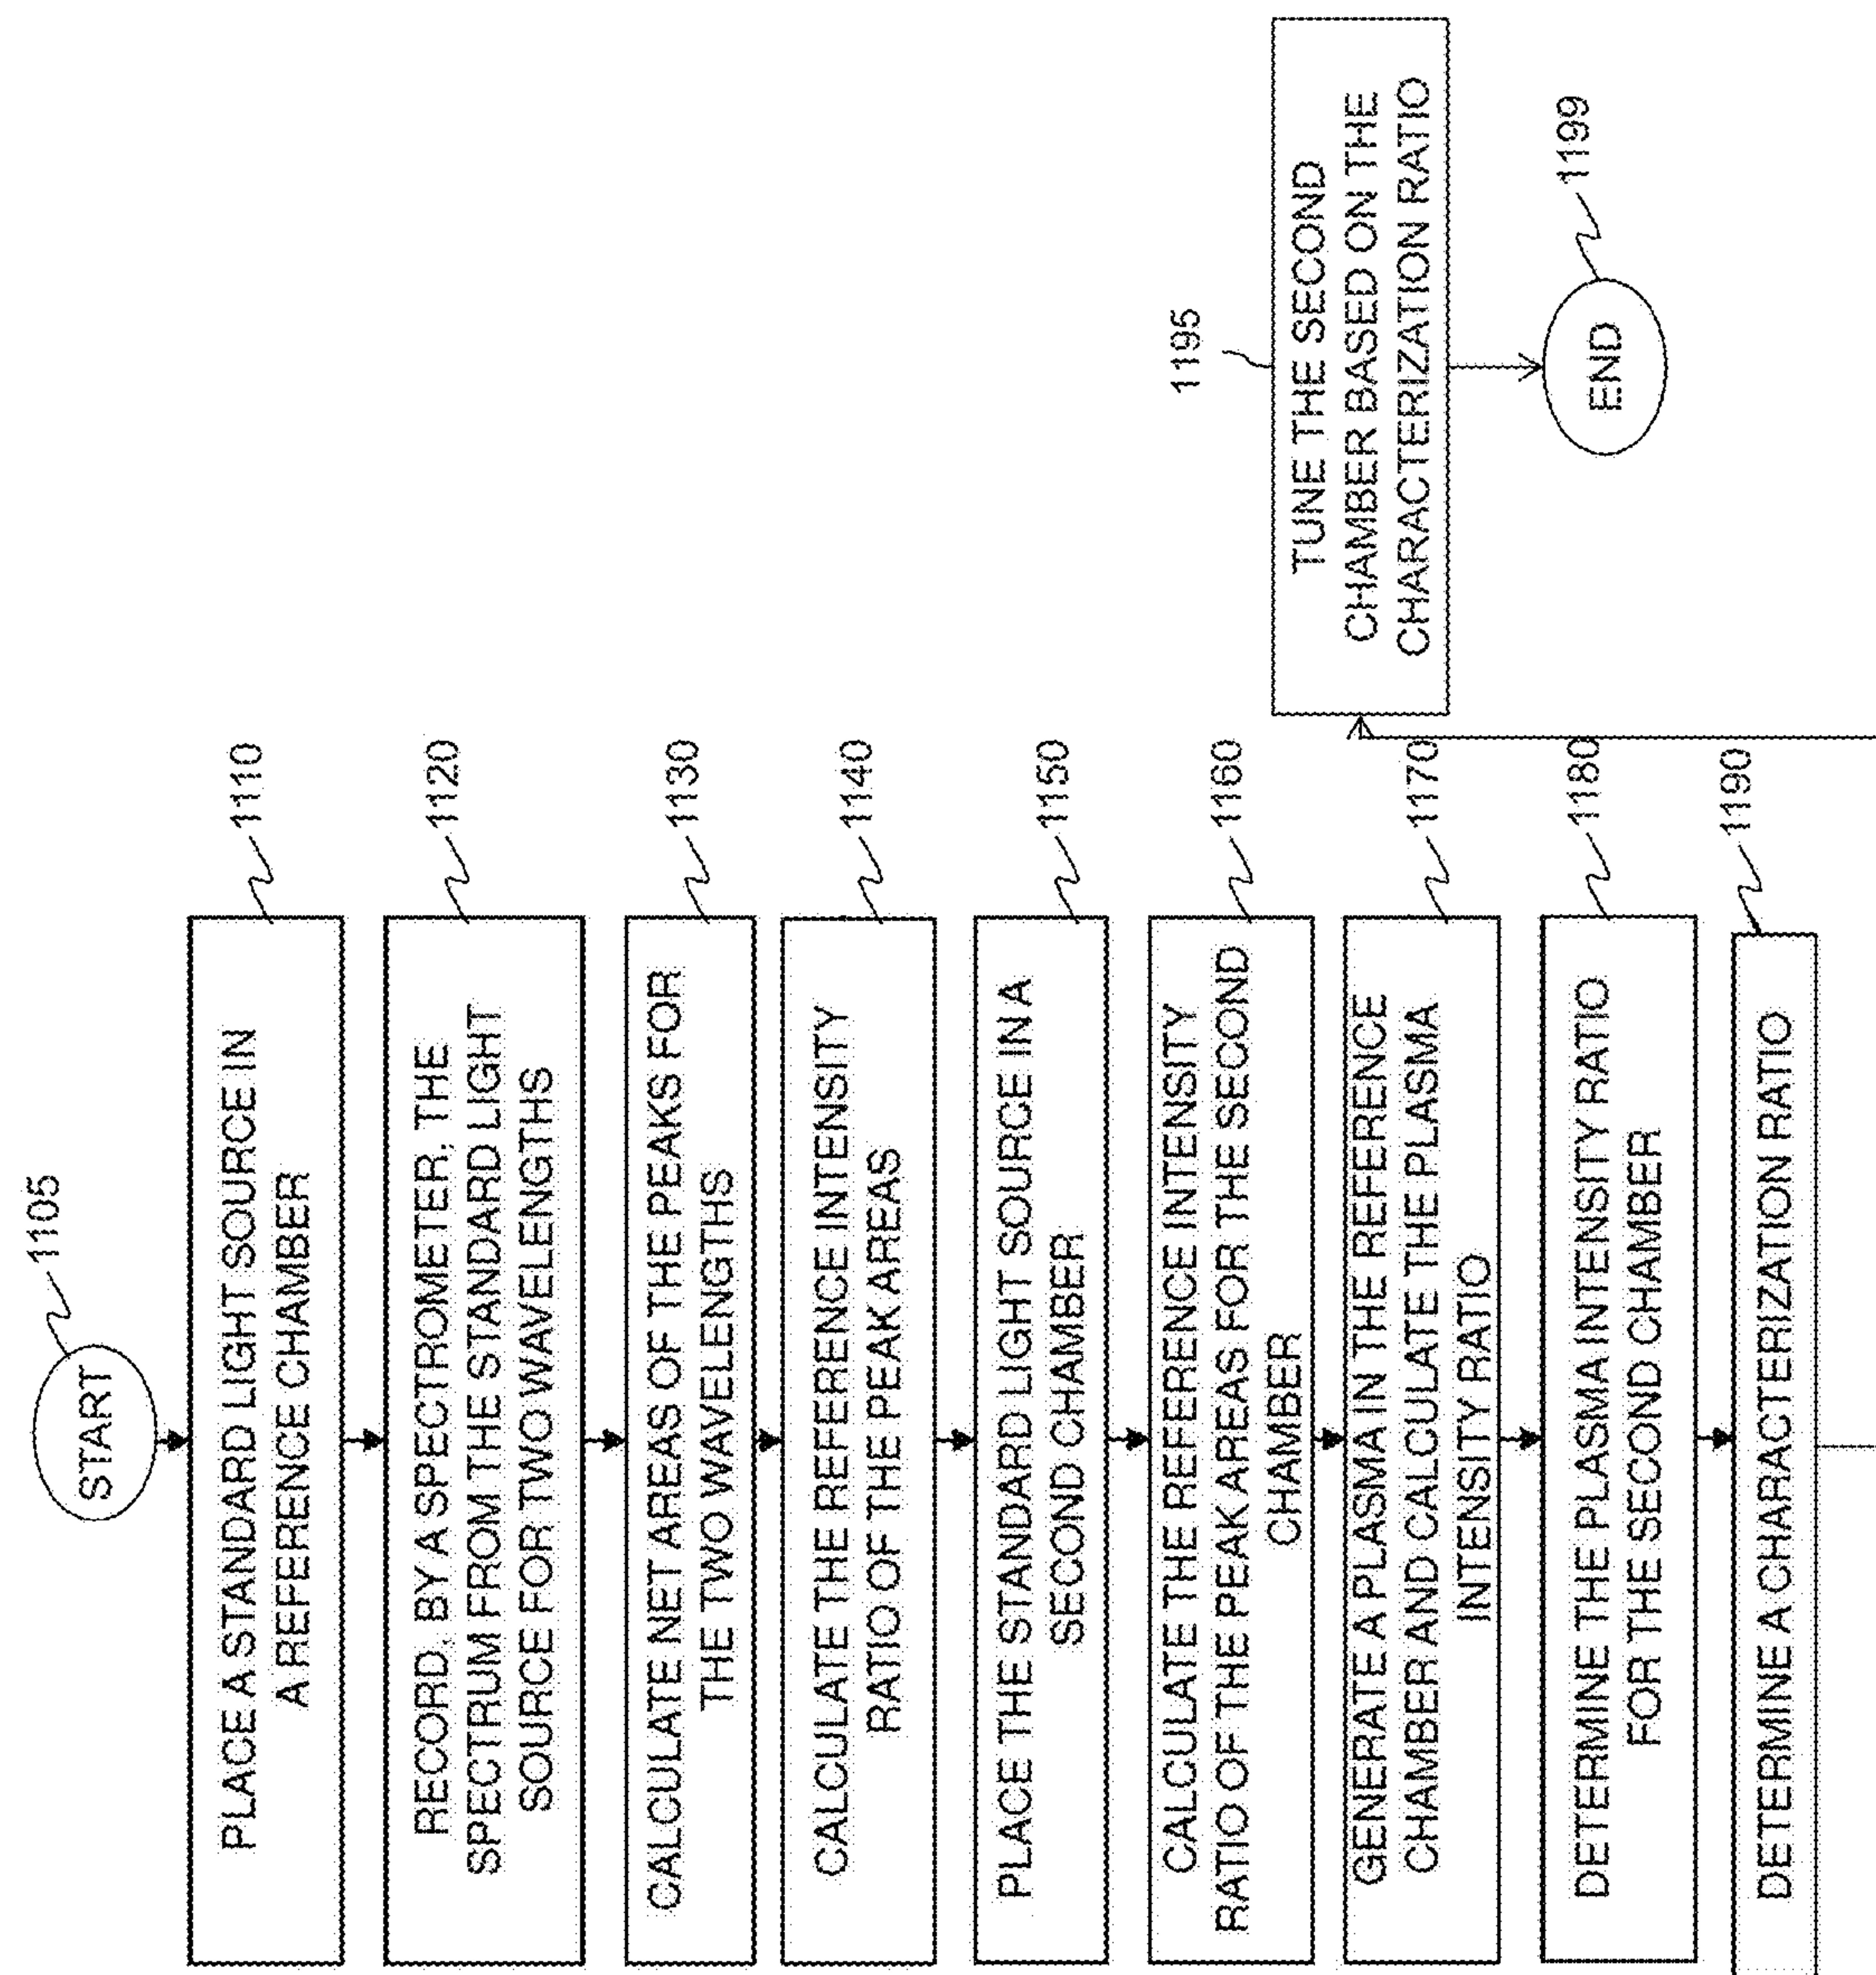 START
1105
PLACE A STANDARD LIGHT SOURCE IN
A REFERENCE CHAMBER
1110
RECORD, BY A SPECTROMETER, THE
SPECTRUM FROM THE STANDARD LIGHT
SOURCE FOR TWO WAVELENGTHS
1120
CALCULATE NET AREAS OF THE PEAKS FOR
THE TWO WAVELENGTHS
1130
CALCULATE THE REFERENCE INTENSITY
RATIO OF THE PEAK AREAS
1140
PLACE THE STANDARD LIGHT SOURCE IN A
SECOND CHAMBER
1150
CALCULATE THE REFERENCE INTENSITY
RATIO OF THE PEAK AREAS FOR THE SECOND
CHAMBER
1160
GENERATE A PLASMA IN THE REFERENCE
CHAMBER AND CALCULATE THE PLASMA
INTENSITY RATIO
1170
DETERMINE THE PLASMA INTENSITY RATIO
FOR THE SECOND CHAMBER
1180
DETERMINE A CHARACTERIZATION RATIO
1190
TUNE THE SECOND
CHAMBER BASED ON THE
CHARACTERIZATION RATIO
1195
END
1199